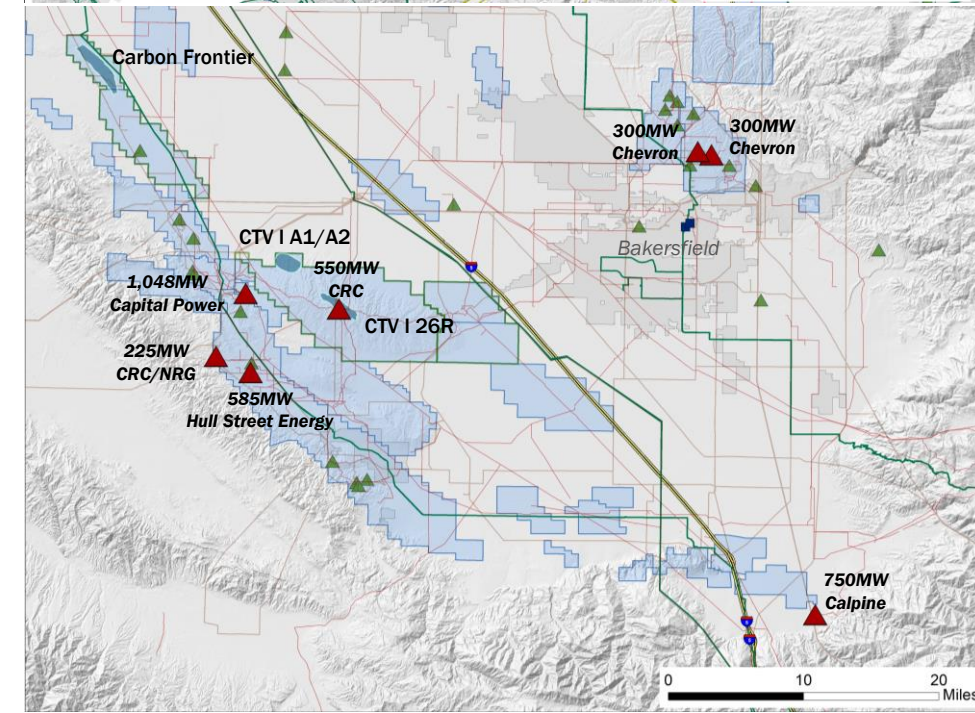 Carbon Frontier
300MW
Chevron
300MW
Chevron
Bakersfield
CTV I A1/A2
550MW
CRC
1,048MW
Capital Power
CTV I 26R
225MW
CRC/NRG
585MW
Hull Street Energy
750MW
Calpine
0 10 20
Miles